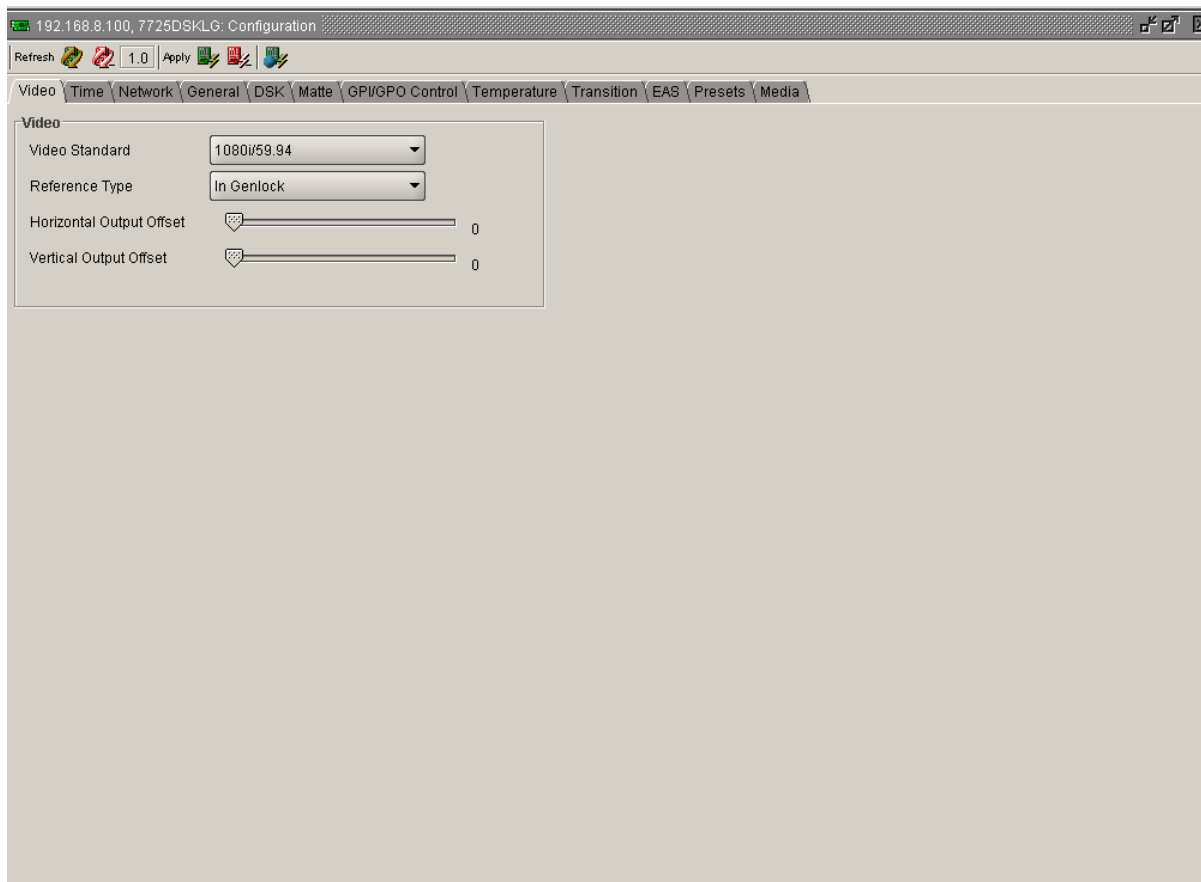 192.168.8.100, 7725DSKLG: Configuration
Refresh 1.0 Apply
Video Time Network General DSK Matte GPI/GPO Control Temperature Transition EAS Presets Media
Video
Video Standard 1080i/59.94
Reference Type In Genlock
Horizontal Output Offset 0
Vertical Output Offset 0